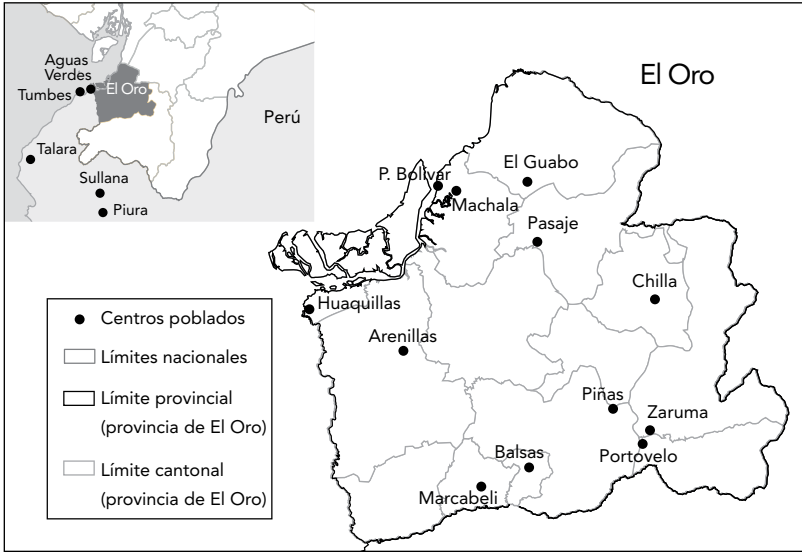 El Oro
Aguas
Verdes
Tumbes
El Oro
Perú
Talara
Sullana
Piura
P. Bolívar
El Guabo
Machala
Pasaje
Chilla
Huaquillas
Arenillas
Piñas
Zaruma
Portovelo
Balsas
Marcabeli
Centros poblados
Límites nacionales
Límite provincial
(provincia de El Oro)
Límite cantonal
(provincia de El Oro)